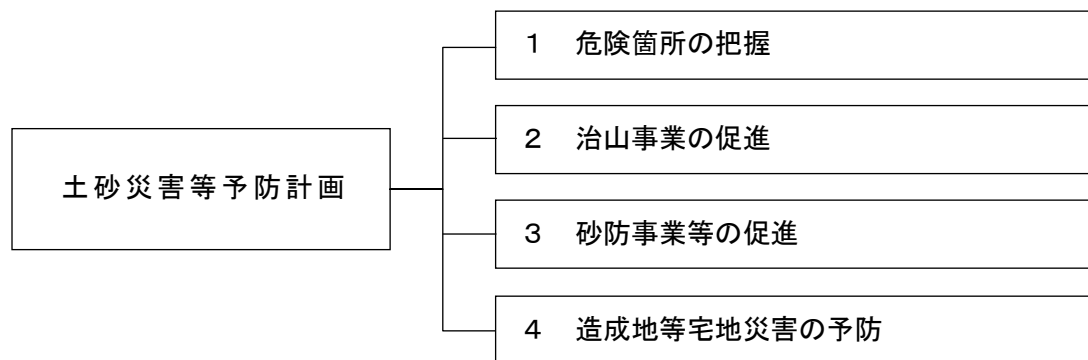 土砂災害等予防計画
1 危険箇所の把握
2 治山事業の促進
3 砂防事業等の促進
4 造成地等宅地災害の予防